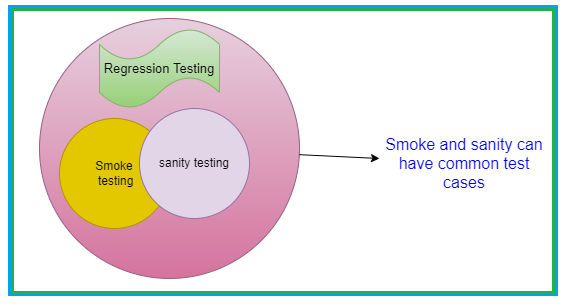 Regression Testing
Smoke
testing
sanity testing
Smoke and sanity can
have common test
cases